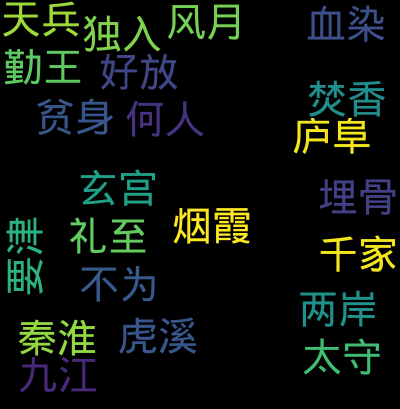 天兵
独入
风月
血染
勤王
好放
焚香
贫身
何人
庐阜
玄宫
埋骨
烟霞
要津
礼至
千家
不为
两岸
秦淮
虎溪
太守
九江